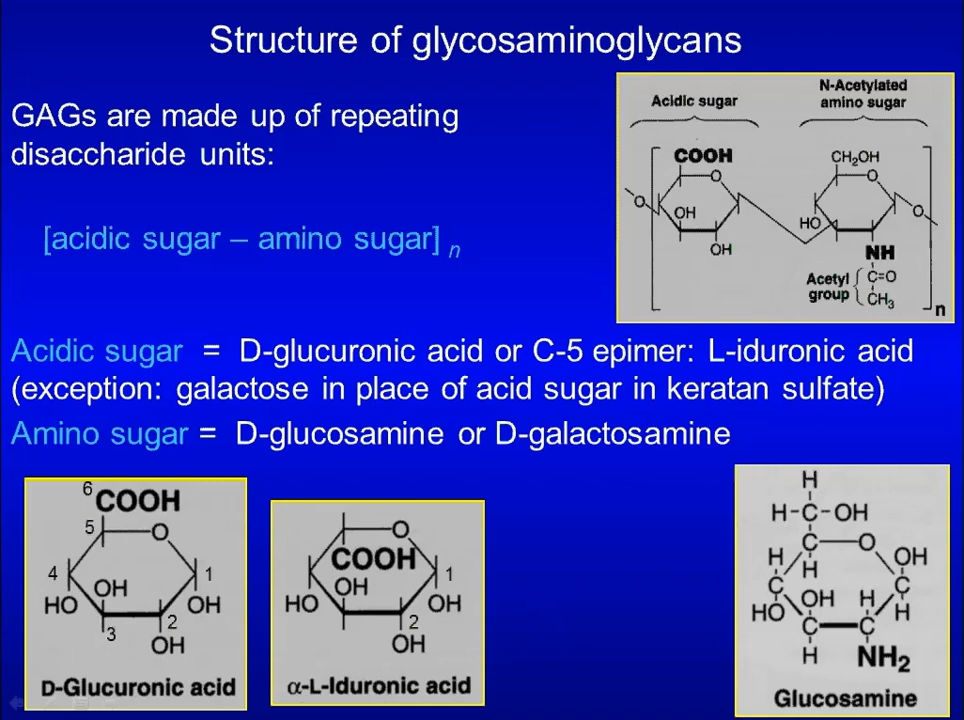 Structure of glycosaminoglycans
GAGs are made up of repeating
disaccharide units:
[acidic sugar – amino sugar] n
Acidic sugar
N-Acetylated
amino sugar
COOH
CH₂OH
O
O
O
OH
HO
O
OH
NH
Acetyl
group
C=O
CH₃
n
Acidic sugar = D-glucuronic acid or C-5 epimer: L-iduronic acid
(exception: galactose in place of acid sugar in keratan sulfate)
Amino sugar = D-glucosamine or D-galactosamine
6
COOH
5
O
4
1
OH
HO
OH
2
3
OH
D-Glucuronic acid
O
COOH
1
OH
HO
OH
2
OH
α-L-Iduronic acid
H
H-C-OH
C
O
H
H
OH
C
C
OH
H
H
HO
C
C
H
NH₂
Glucosamine